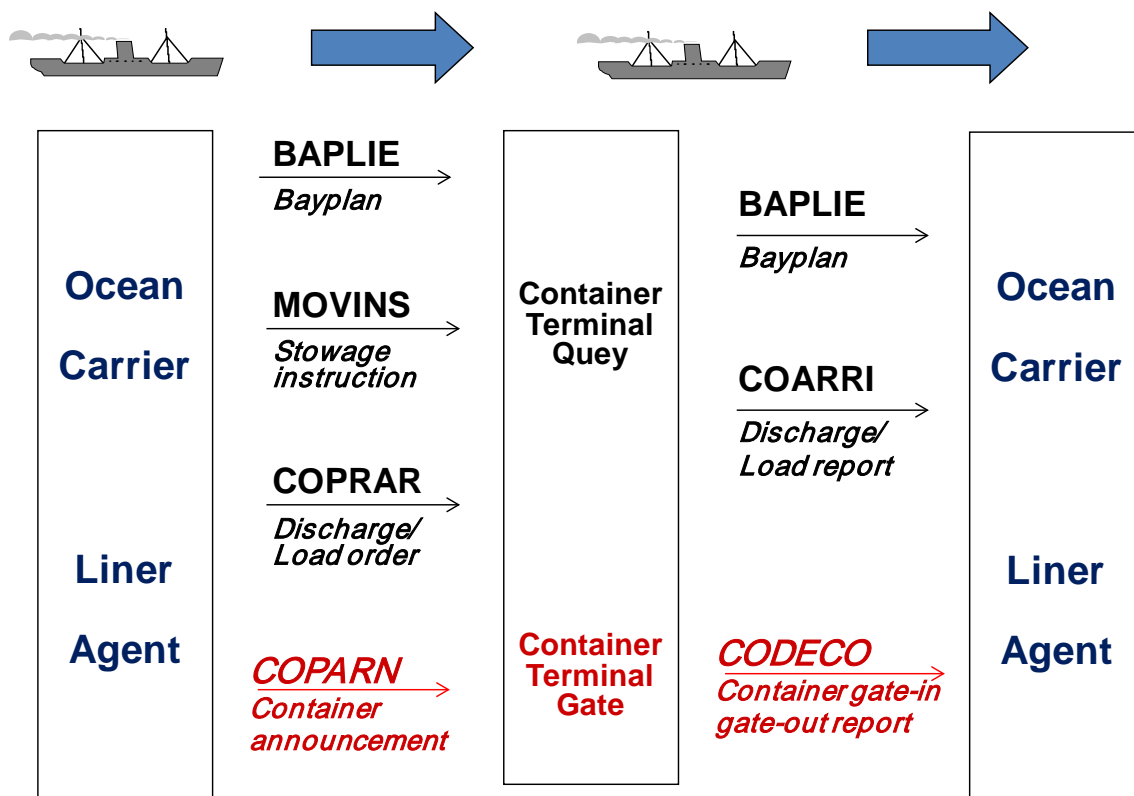 Ocean
Carrier
Liner
Agent
BAPLIE
Bayplan
MOVINS
Stowage
instruction
COPRAR
Discharge/
Load order
COPARN
Container
announcement
Container
Terminal
Quey
Container
Terminal
Gate
BAPLIE
Bayplan
COARRI
Discharge/
Load report
CODECO
Container gate-in
gate-out report
Ocean
Carrier
Liner
Agent